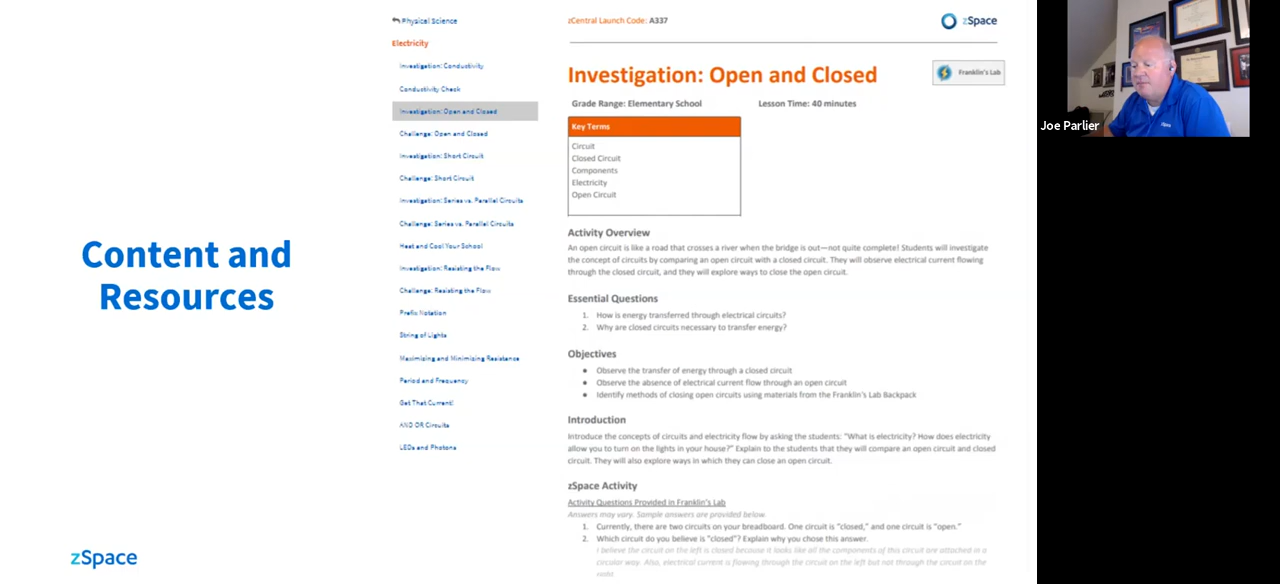 Content and
Resources
zSpace
Physical Science
Electricity
Investigation: Conductivity
Conductivity Check
Investigation: Open and Closed
Challenge: Open and Closed
Investigation: Short Circuit
Challenge: Short Circuit
Investigation: Series vs. Parallel Circuits
Challenge: Series vs. Parallel Circuits
Heat and Cool Your School
Investigation: Resisting the Flow
Challenge: Resisting the Flow
Prefix Notation
String of Lights
Maximizing and Minimizing Resistance
Period and Frequency
Get That Current!
AND OR Circuits
LEDs and Photons
zCentral Launch Code: A337
zSpace
Investigation: Open and Closed
Franklin's Lab
Grade Range: Elementary School
Lesson Time: 40 minutes
Key Terms
Circuit
Closed Circuit
Components
Electricity
Open Circuit
Activity Overview
An open circuit is like a road that crosses a river when the bridge is out—not quite complete! Students will investigate
the concept of circuits by comparing an open circuit with a closed circuit. They will observe electrical current flowing
through the closed circuit, and they will explore ways to close the open circuit.
Essential Questions
1. How is energy transferred through electrical circuits?
2. Why are closed circuits necessary to transfer energy?
Objectives
● Observe the transfer of energy through a closed circuit
● Observe the absence of electrical current flow through an open circuit
● Identify methods of closing open circuits using materials from the Franklin's Lab Backpack
Introduction
Introduce the concepts of circuits and electricity flow by asking the students: "What is electricity? How does electricity
allow you to turn on the lights in your house?" Explain to the students that they will compare an open circuit and closed
circuit. They will also explore ways in which they can close an open circuit.
zSpace Activity
Activity Questions Provided in Franklin's Lab
Answers may vary. Sample answers are provided below.
1. Currently, there are two circuits on your breadboard. One circuit is "closed," and one circuit is "open."
2. Which circuit do you believe is "closed"? Explain why you chose this answer.
I believe the circuit on the left is closed because it looks like all the components of this circuit are attached in a
circular way. Also, electrical current is flowing through the circuit on the left but not through the circuit on the
right.
Joe Parlier